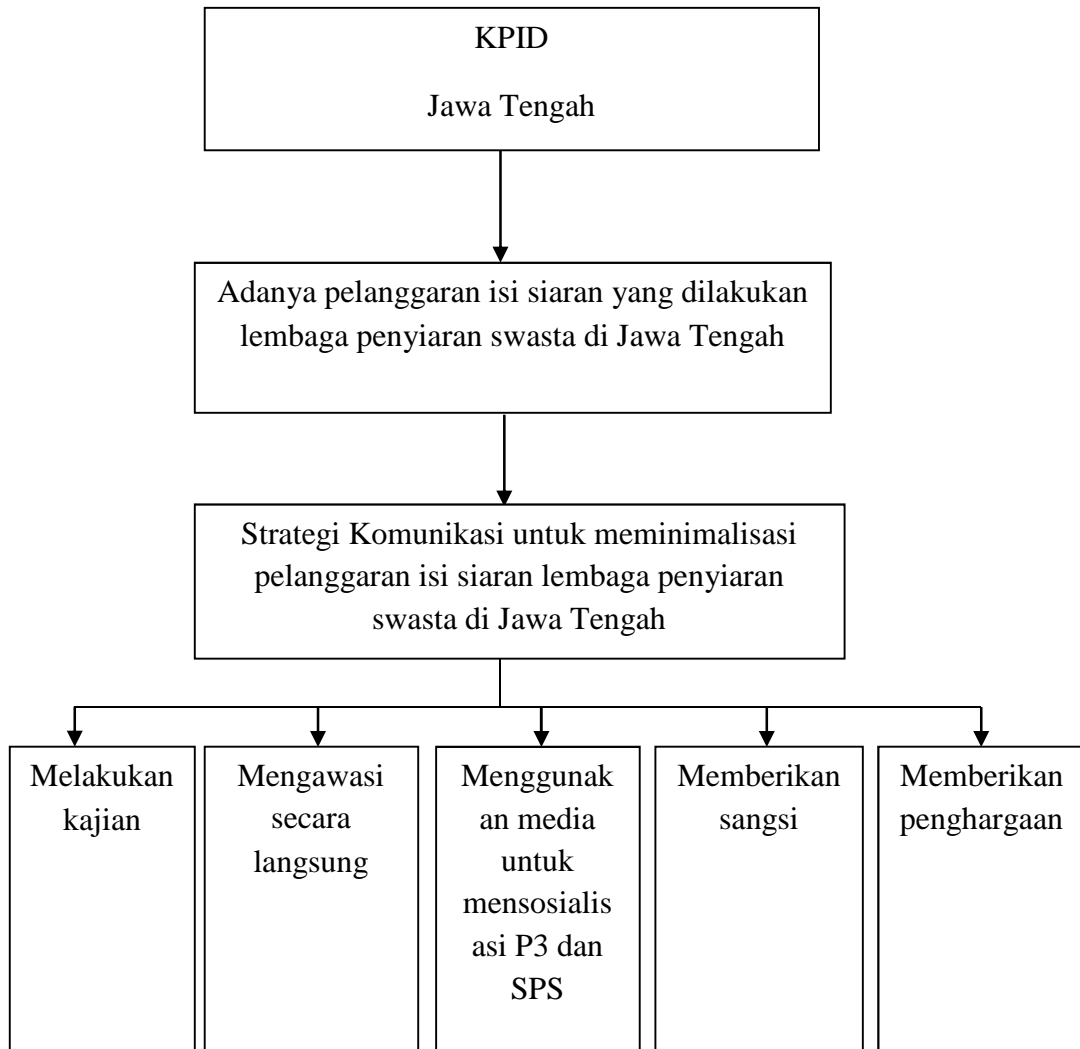 KPID
Jawa Tengah
Adanya pelanggaran isi siaran yang dilakukan
lembaga penyiaran swasta di Jawa Tengah
Strategi Komunikasi untuk meminimalisasi
pelanggaran isi siaran lembaga penyiaran
swasta di Jawa Tengah
Melakukan
kajian
Mengawasi
secara
langsung
Menggunak
an media
untuk
mensosialis
asi P3 dan
SPS
Memberikan
sangsi
Memberikan
penghargaan